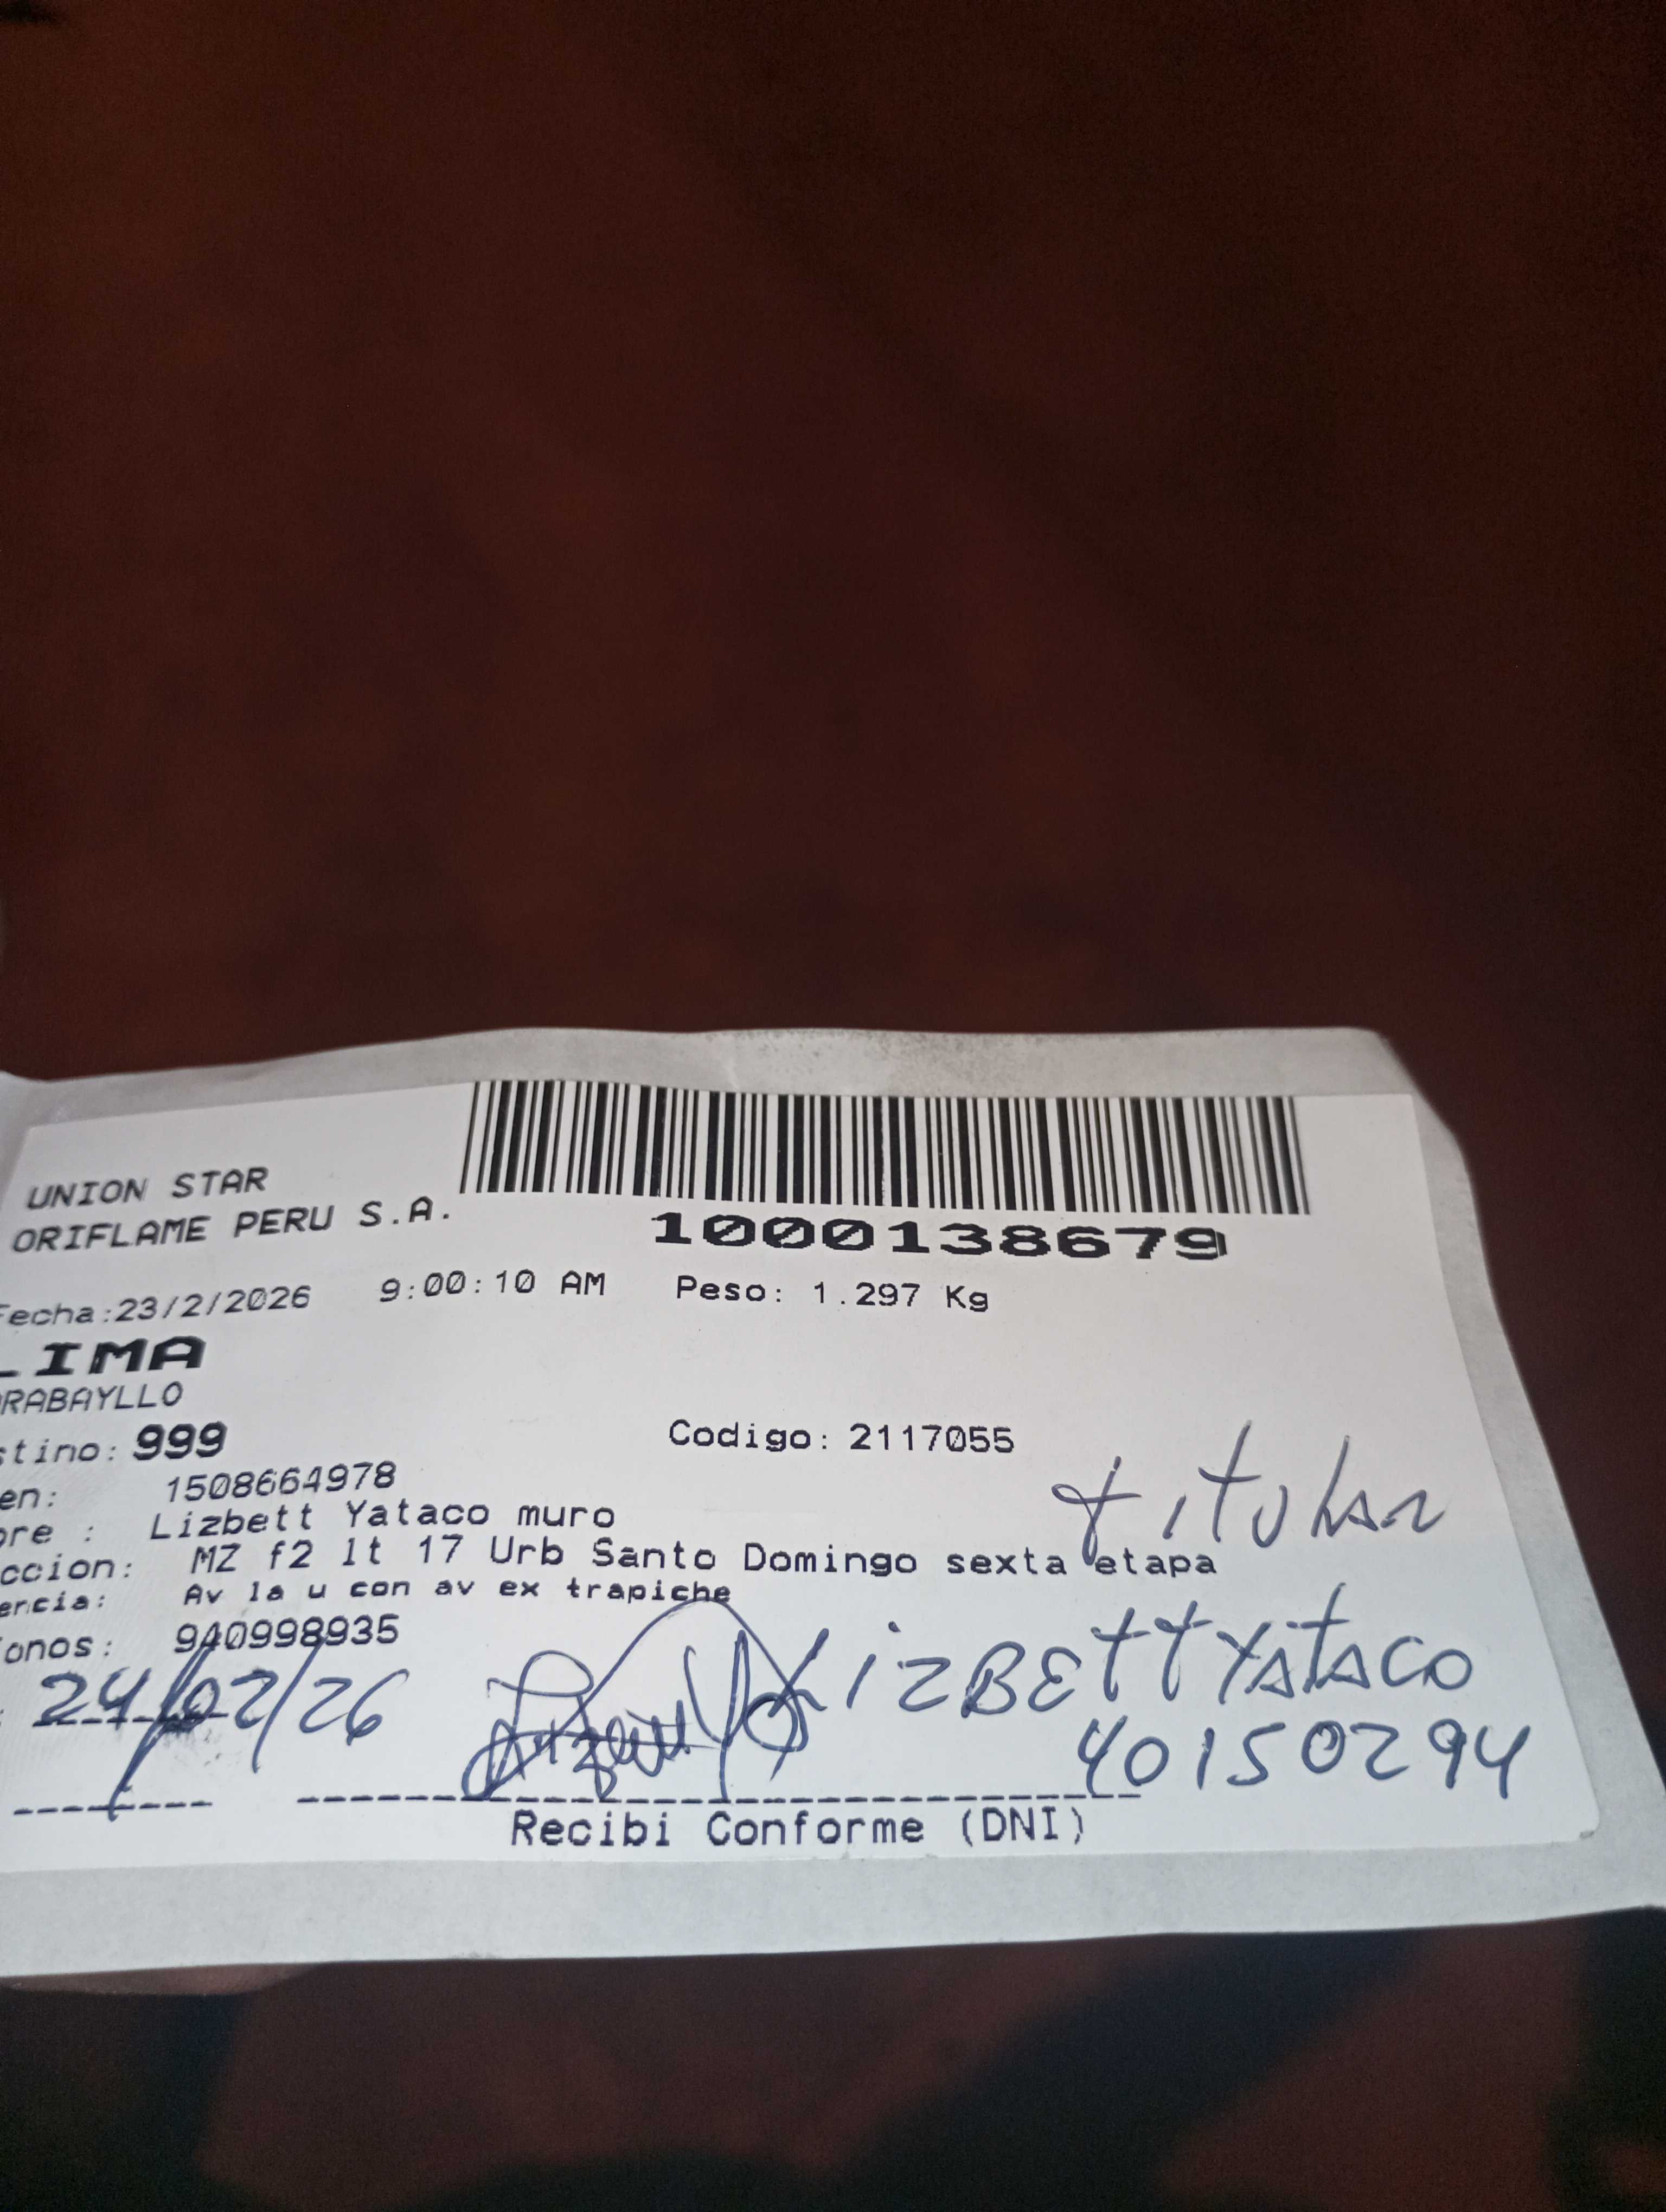 UNION STAR
ORIFLAME PERU S.A.
1000138679
Fecha:23/2/2026 9:00:10 AM Peso: 1.297 Kg
LIMA
RABAYLLO
stino: 999 Codigo: 2117055
titular
en: 1508664978
bre : Lizbett Yataco muro
ccion: MZ f2 lt 17 Urb Santo Domingo sexta etapa
encia: Av la u con av ex trapiche
fonos: 940998935
24/02/26 LIZBETT YATACO
40150294
Recibi Conforme (DNI)